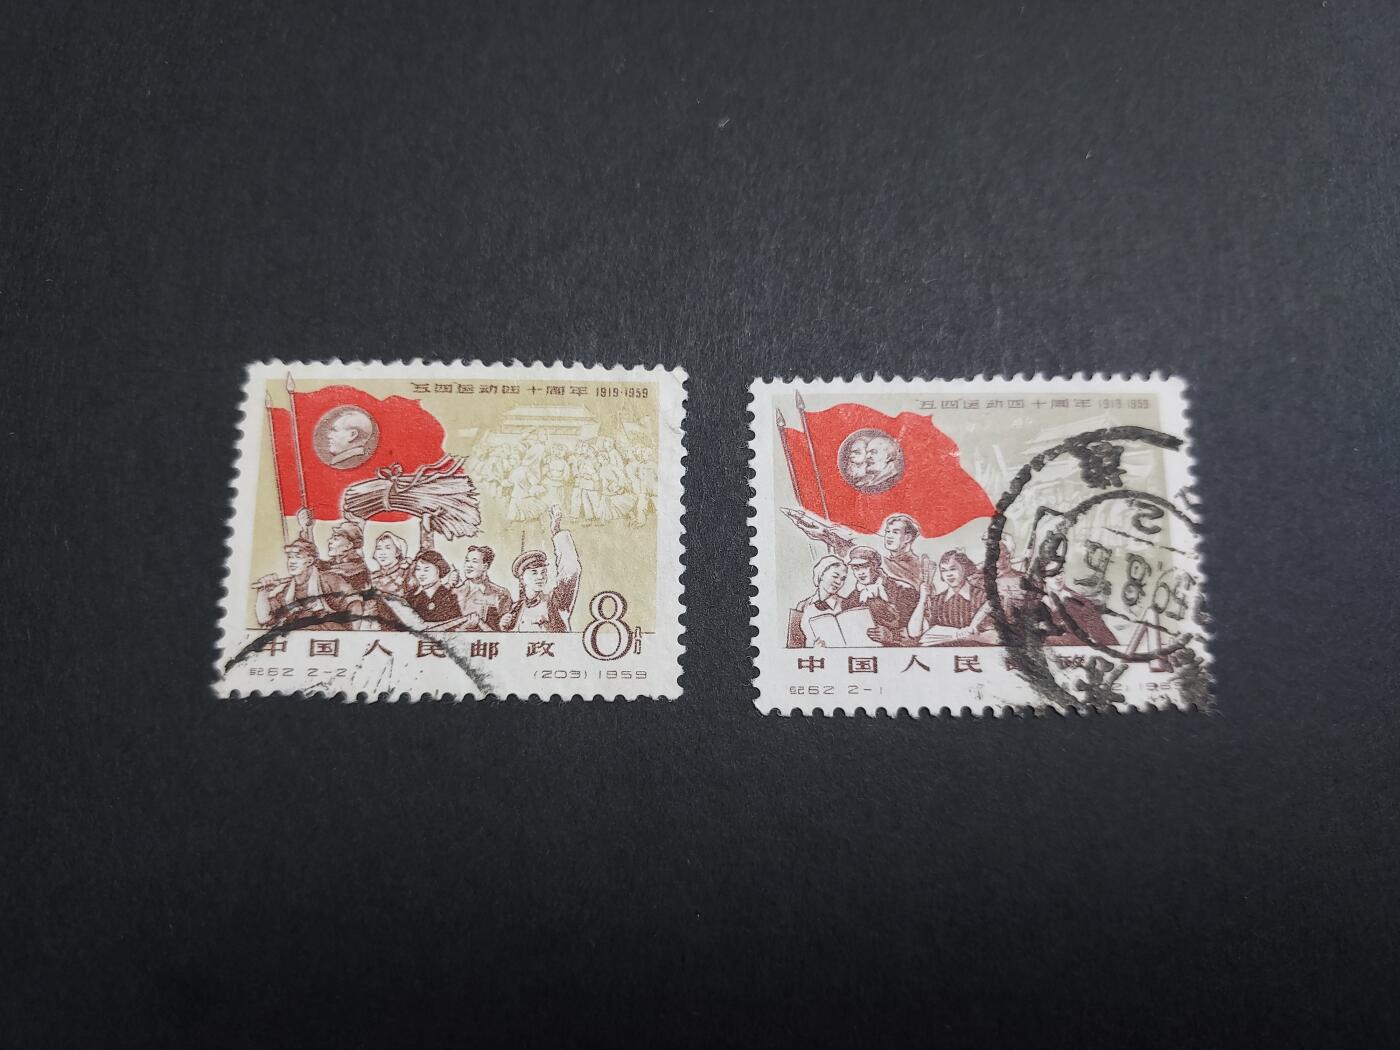 五四运动四十周年 1919-1959
8分
中国人民邮政
纪62 2-2 (203) 1959
五四运动四十周年 1919-1959
中国人民邮政
纪62 2-1